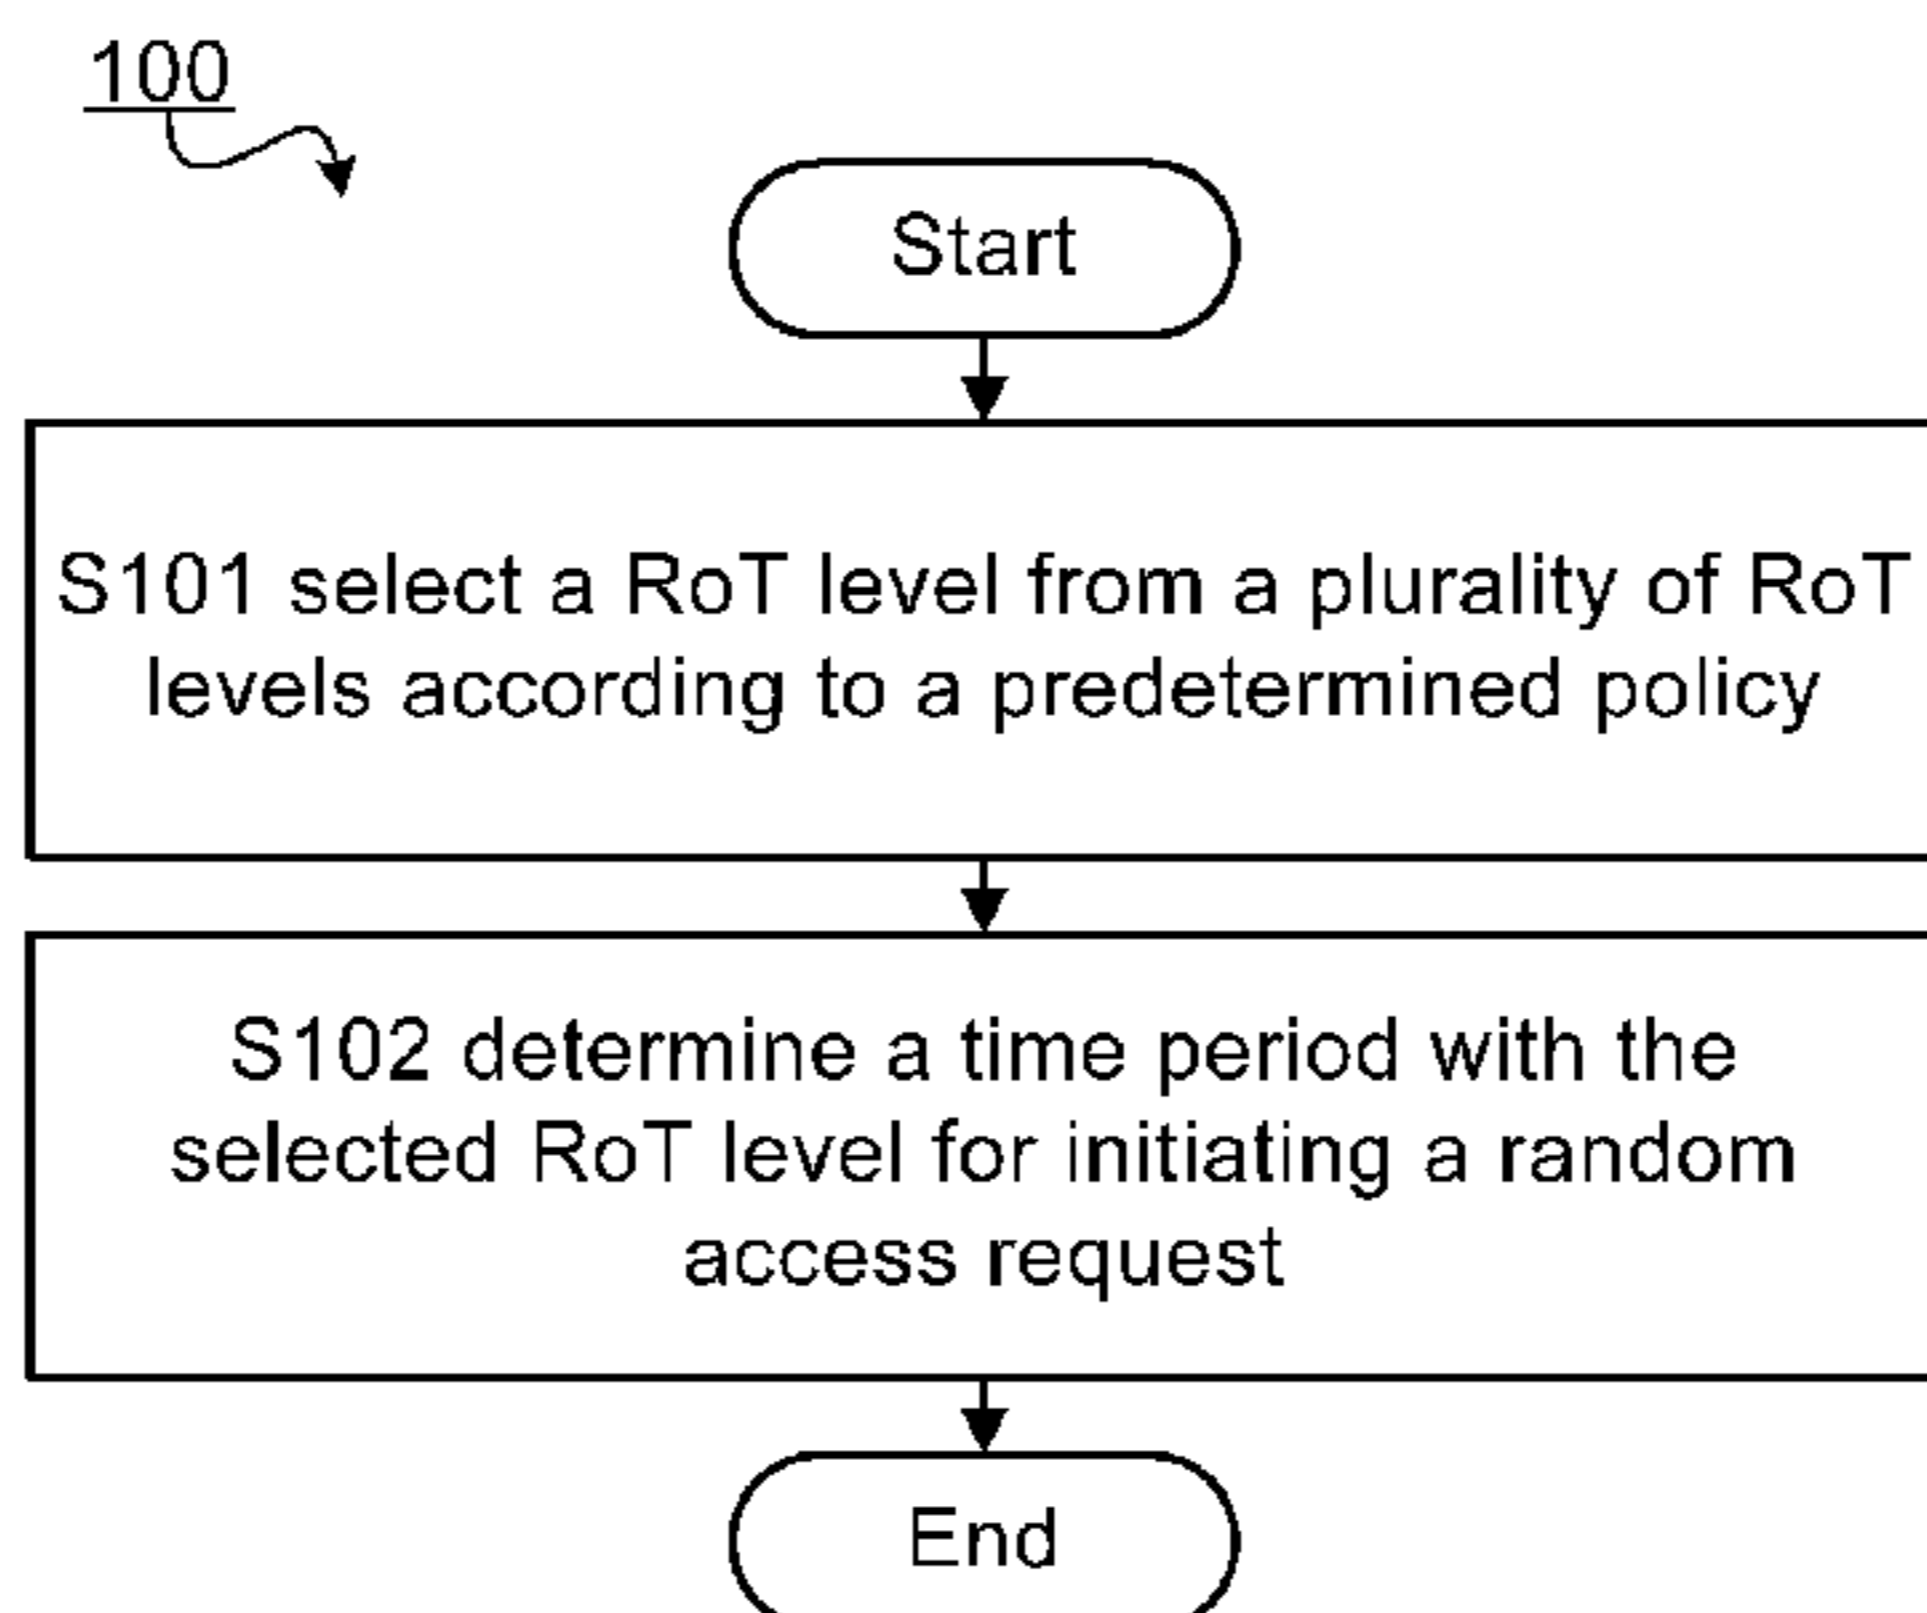 100
Start
S101 select a RoT level from a plurality of RoT
levels according to a predetermined policy
S102 determine a time period with the
selected RoT level for initiating a random
access request
End